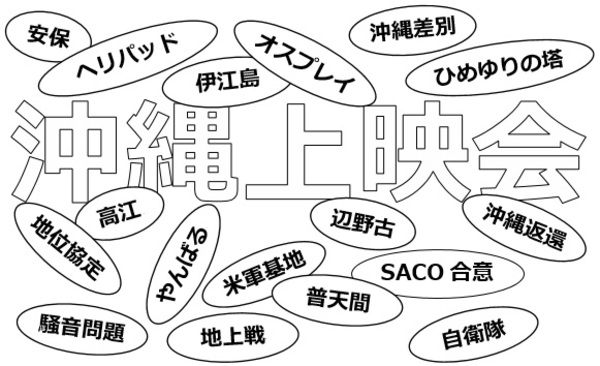 安保
ヘリパッド
伊江島
オスプレイ
沖縄差別
ひめゆりの塔
沖縄上映会
高江
地位協定
やんばる
辺野古
沖縄返還
米軍基地
SACO 合意
普天間
騒音問題
地上戦
自衛隊